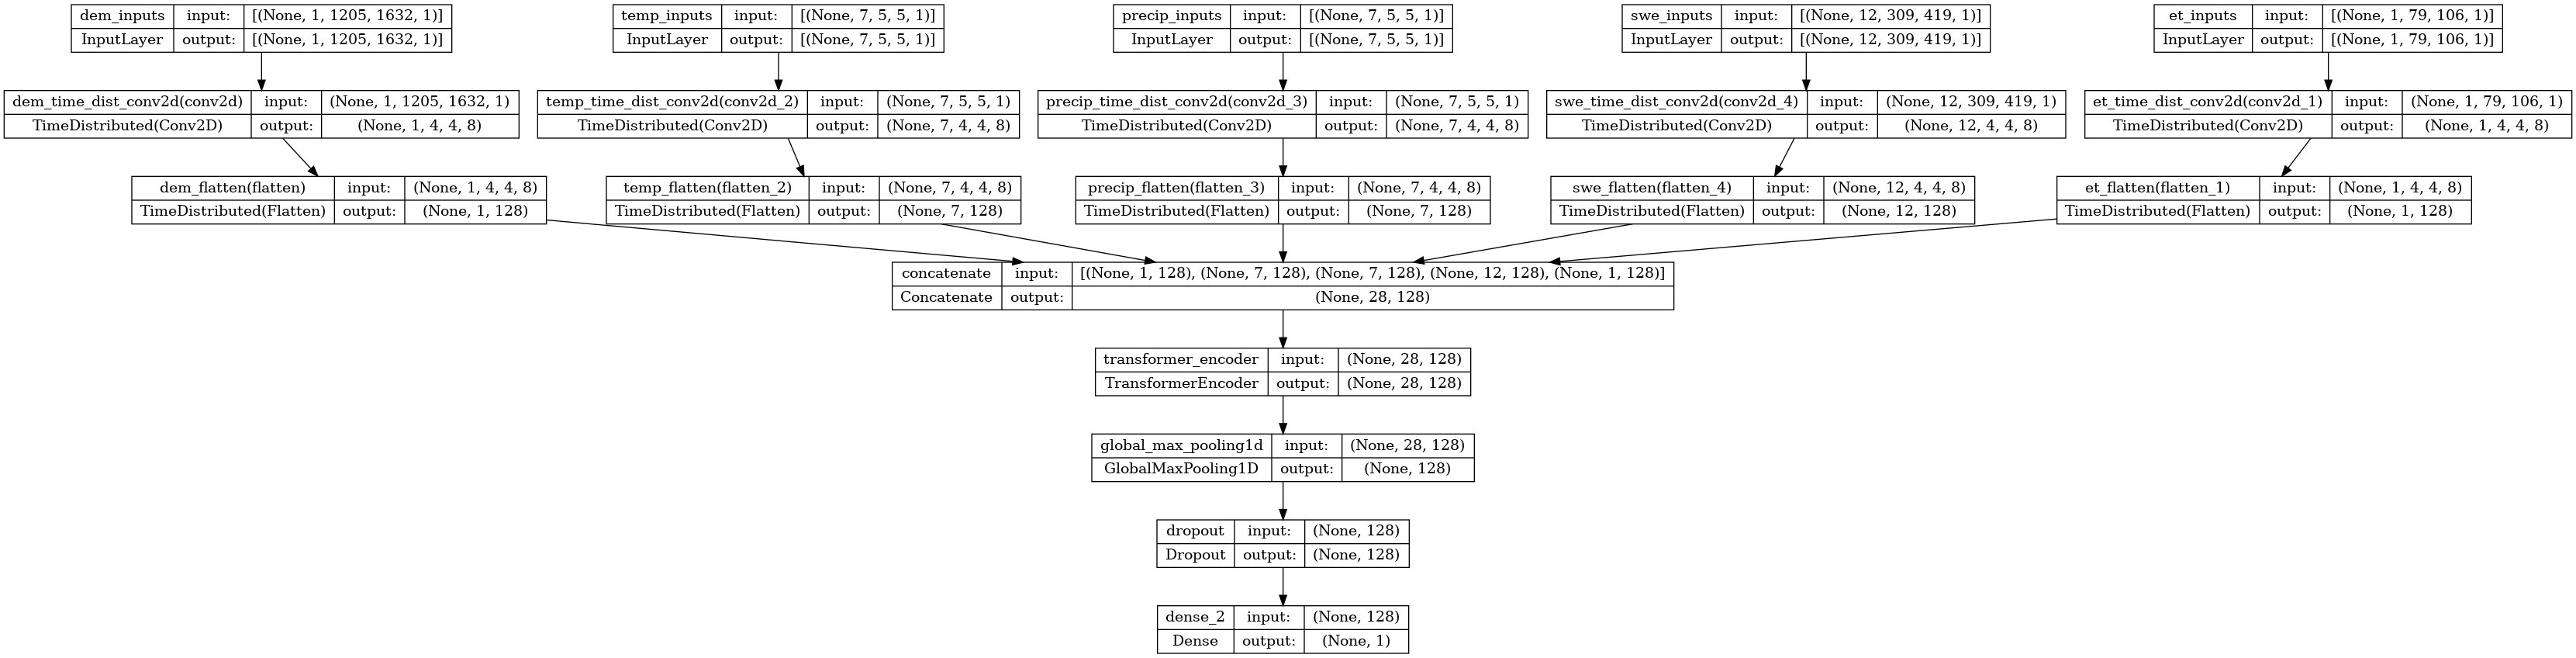 dem_inputs input: [(None, 1, 1205, 1632, 1)]
InputLayer output: [(None, 1, 1205, 1632, 1)]
temp_inputs input: [(None, 7, 5, 5, 1)]
InputLayer output: [(None, 7, 5, 5, 1)]
precip_inputs input: [(None, 7, 5, 5, 1)]
InputLayer output: [(None, 7, 5, 5, 1)]
swe_inputs input: [(None, 12, 309, 419, 1)]
InputLayer output: [(None, 12, 309, 419, 1)]
et_inputs input: [(None, 1, 79, 106, 1)]
InputLayer output: [(None, 1, 79, 106, 1)]
dem_time_dist_conv2d(conv2d) input: (None, 1, 1205, 1632, 1)
TimeDistributed(Conv2D) output: (None, 1, 4, 4, 8)
temp_time_dist_conv2d(conv2d_2) input: (None, 7, 5, 5, 1)
TimeDistributed(Conv2D) output: (None, 7, 4, 4, 8)
precip_time_dist_conv2d(conv2d_3) input: (None, 7, 5, 5, 1)
TimeDistributed(Conv2D) output: (None, 7, 4, 4, 8)
swe_time_dist_conv2d(conv2d_4) input: (None, 12, 309, 419, 1)
TimeDistributed(Conv2D) output: (None, 12, 4, 4, 8)
et_time_dist_conv2d(conv2d_1) input: (None, 1, 79, 106, 1)
TimeDistributed(Conv2D) output: (None, 1, 4, 4, 8)
dem_flatten(flatten) input: (None, 1, 4, 4, 8)
TimeDistributed(Flatten) output: (None, 1, 128)
temp_flatten(flatten_2) input: (None, 7, 4, 4, 8)
TimeDistributed(Flatten) output: (None, 7, 128)
precip_flatten(flatten_3) input: (None, 7, 4, 4, 8)
TimeDistributed(Flatten) output: (None, 7, 128)
swe_flatten(flatten_4) input: (None, 12, 4, 4, 8)
TimeDistributed(Flatten) output: (None, 12, 128)
et_flatten(flatten_1) input: (None, 1, 4, 4, 8)
TimeDistributed(Flatten) output: (None, 1, 128)
concatenate input: [(None, 1, 128), (None, 7, 128), (None, 7, 128), (None, 12, 128), (None, 1, 128)]
Concatenate output: (None, 28, 128)
transformer_encoder input: (None, 28, 128)
TransformerEncoder output: (None, 28, 128)
global_max_pooling1d input: (None, 28, 128)
GlobalMaxPooling1D output: (None, 128)
dropout input: (None, 128)
Dropout output: (None, 128)
dense_2 input: (None, 128)
Dense output: (None, 1)